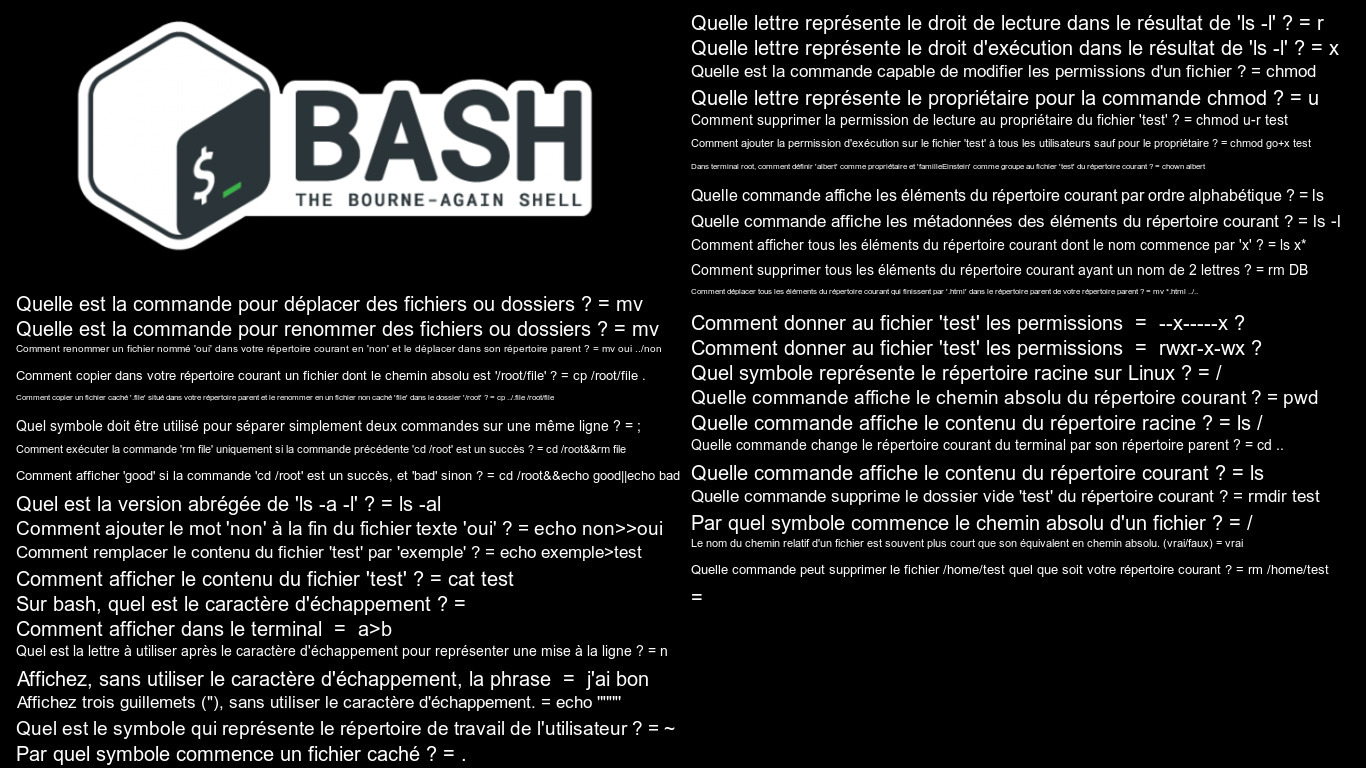 $_
BASH
THE BOURNE-AGAIN SHELL
Quelle est la commande pour déplacer des fichiers ou dossiers ? = mv
Quelle est la commande pour renommer des fichiers ou dossiers ? = mv
Comment renommer un fichier nommé 'oui' dans votre répertoire courant en 'non' et le déplacer dans son répertoire parent ? = mv oui ../non
Comment copier dans votre répertoire courant un fichier dont le chemin absolu est '/root/file' ? = cp /root/file .
Comment copier un fichier caché '.file' situé dans votre répertoire parent et le renommer en un fichier non caché 'file' dans le dossier '/root' ? = cp ../.file /root/file
Quel symbole doit être utilisé pour séparer simplement deux commandes sur une même ligne ? = ;
Comment exécuter la commande 'rm file' uniquement si la commande précédente 'cd /root' est un succès ? = cd /root&&rm file
Comment afficher 'good' si la commande 'cd /root' est un succès, et 'bad' sinon ? = cd /root&&echo good||echo bad
Quel est la version abrégée de 'ls -a -l' ? = ls -al
Comment ajouter le mot 'non' à la fin du fichier texte 'oui' ? = echo non>>oui
Comment remplacer le contenu du fichier 'test' par 'exemple' ? = echo exemple>test
Comment afficher le contenu du fichier 'test' ? = cat test
Sur bash, quel est le caractère d'échappement ? =
Comment afficher dans le terminal  =  a>b
Quel est la lettre à utiliser après le caractère d'échappement pour représenter une mise à la ligne ? = n
Affichez, sans utiliser le caractère d'échappement, la phrase  =  j'ai bon
Affichez trois guillemets ("), sans utiliser le caractère d'échappement. = echo '"""'
Quel est le symbole qui représente le répertoire de travail de l'utilisateur ? = ~
Par quel symbole commence un fichier caché ? = .
Quelle lettre représente le droit de lecture dans le résultat de 'ls -l' ? = r
Quelle lettre représente le droit d'exécution dans le résultat de 'ls -l' ? = x
Quelle est la commande capable de modifier les permissions d'un fichier ? = chmod
Quelle lettre représente le propriétaire pour la commande chmod ? = u
Comment supprimer la permission de lecture au propriétaire du fichier 'test' ? = chmod u-r test
Comment ajouter la permission d'exécution sur le fichier 'test' à tous les utilisateurs sauf pour le propriétaire ? = chmod go+x test
Dans terminal root, comment définir 'albert' comme propriétaire et 'familleEinstein' comme groupe au fichier 'test' du répertoire courant ? = chown albert
Quelle commande affiche les éléments du répertoire courant par ordre alphabétique ? = ls
Quelle commande affiche les métadonnées des éléments du répertoire courant ? = ls -l
Comment afficher tous les éléments du répertoire courant dont le nom commence par 'x' ? = ls x*
Comment supprimer tous les éléments du répertoire courant ayant un nom de 2 lettres ? = rm DB
Comment déplacer tous les éléments du répertoire courant qui finissent par '.html' dans le répertoire parent de votre répertoire parent ? = mv *.html ../..
Comment donner au fichier 'test' les permissions  =  --x-----x ?
Comment donner au fichier 'test' les permissions  =  rwxr-x-wx ?
Quel symbole représente le répertoire racine sur Linux ? = /
Quelle commande affiche le chemin absolu du répertoire courant ? = pwd
Quelle commande affiche le contenu du répertoire racine ? = ls /
Quelle commande change le répertoire courant du terminal par son répertoire parent ? = cd ..
Quelle commande affiche le contenu du répertoire courant ? = ls
Quelle commande supprime le dossier vide 'test' du répertoire courant ? = rmdir test
Par quel symbole commence le chemin absolu d'un fichier ? = /
Le nom du chemin relatif d'un fichier est souvent plus court que son équivalent en chemin absolu. (vrai/faux) = vrai
Quelle commande peut supprimer le fichier /home/test quel que soit votre répertoire courant ? = rm /home/test
=